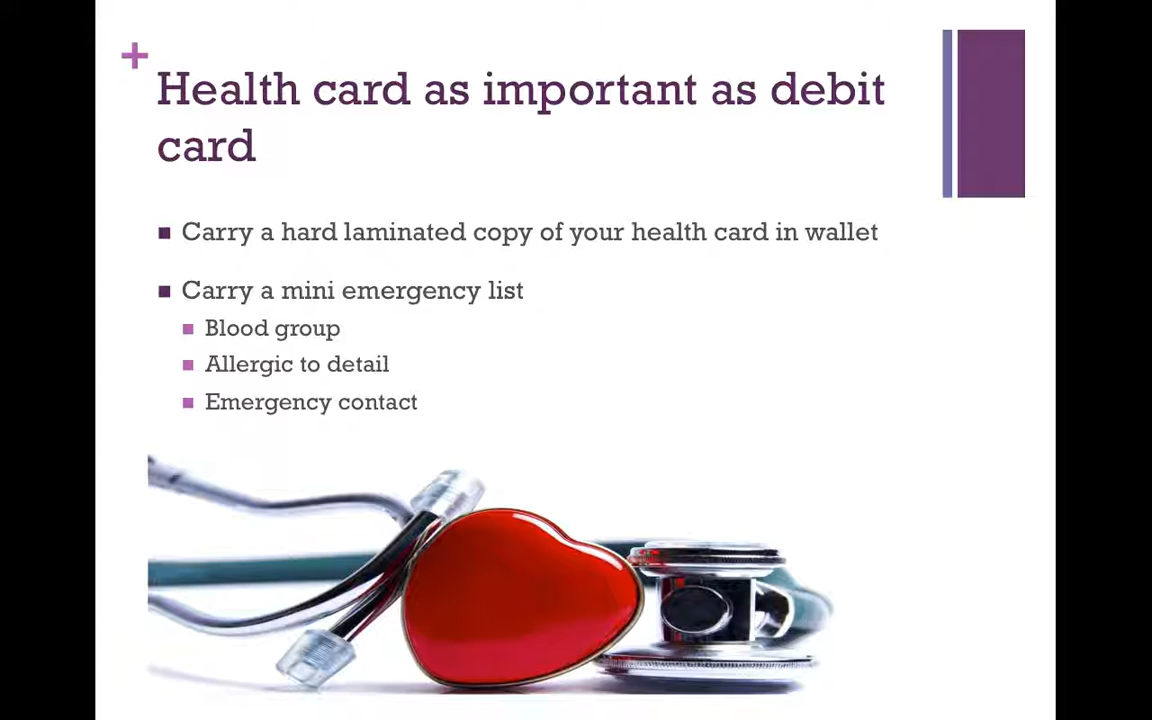 +
Health card as important as debit
card
Carry a hard laminated copy of your health card in wallet
Carry a mini emergency list
Blood group
Allergic to detail
Emergency contact